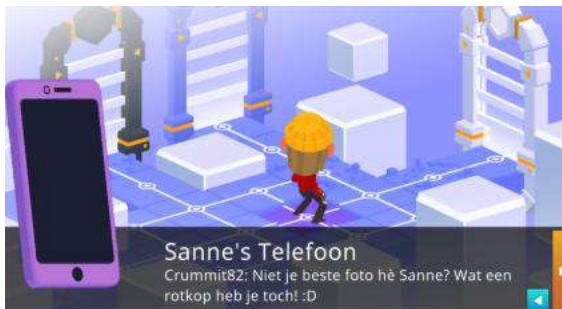 Sanne's Telefoon
Crummit82: Niet je beste foto hè Sanne? Wat een
rotkop heb je toch! :D